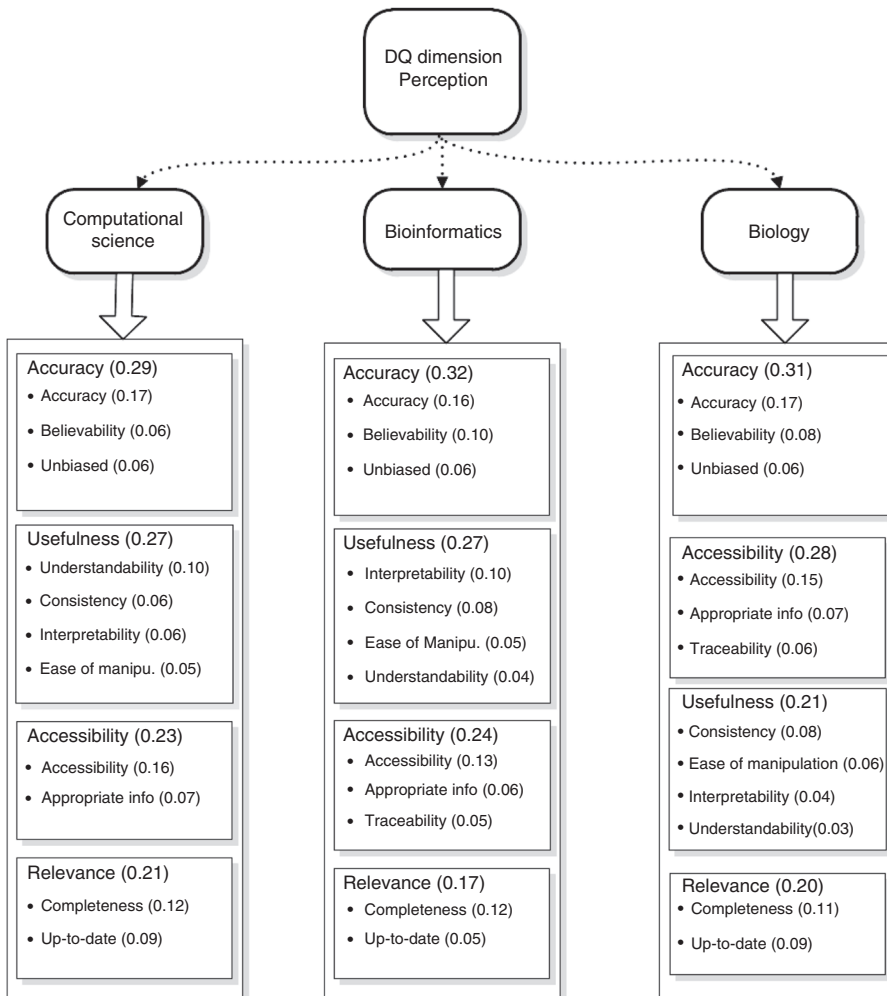 DQ dimension
Perception
Computational
science
Bioinformatics
Biology
Accuracy (0.29)
• Accuracy (0.17)
• Believability (0.06)
• Unbiased (0.06)
Usefulness (0.27)
• Understandability (0.10)
• Consistency (0.06)
• Interpretability (0.06)
• Ease of manipu. (0.05)
Accessibility (0.23)
• Accessibility (0.16)
• Appropriate info (0.07)
Relevance (0.21)
• Completeness (0.12)
• Up-to-date (0.09)
Accuracy (0.32)
• Accuracy (0.16)
• Believability (0.10)
• Unbiased (0.06)
Usefulness (0.27)
• Interpretability (0.10)
• Consistency (0.08)
• Ease of Manipu. (0.05)
• Understandability (0.04)
Accessibility (0.24)
• Accessibility (0.13)
• Appropriate info (0.06)
• Traceability (0.05)
Relevance (0.17)
• Completeness (0.12)
• Up-to-date (0.05)
Accuracy (0.31)
• Accuracy (0.17)
• Believability (0.08)
• Unbiased (0.06)
Accessibility (0.28)
• Accessibility (0.15)
• Appropriate info (0.07)
• Traceability (0.06)
Usefulness (0.21)
• Consistency (0.08)
• Ease of manipulation (0.06)
• Interpretability (0.04)
• Understandability(0.03)
Relevance (0.20)
• Completeness (0.11)
• Up-to-date (0.09)